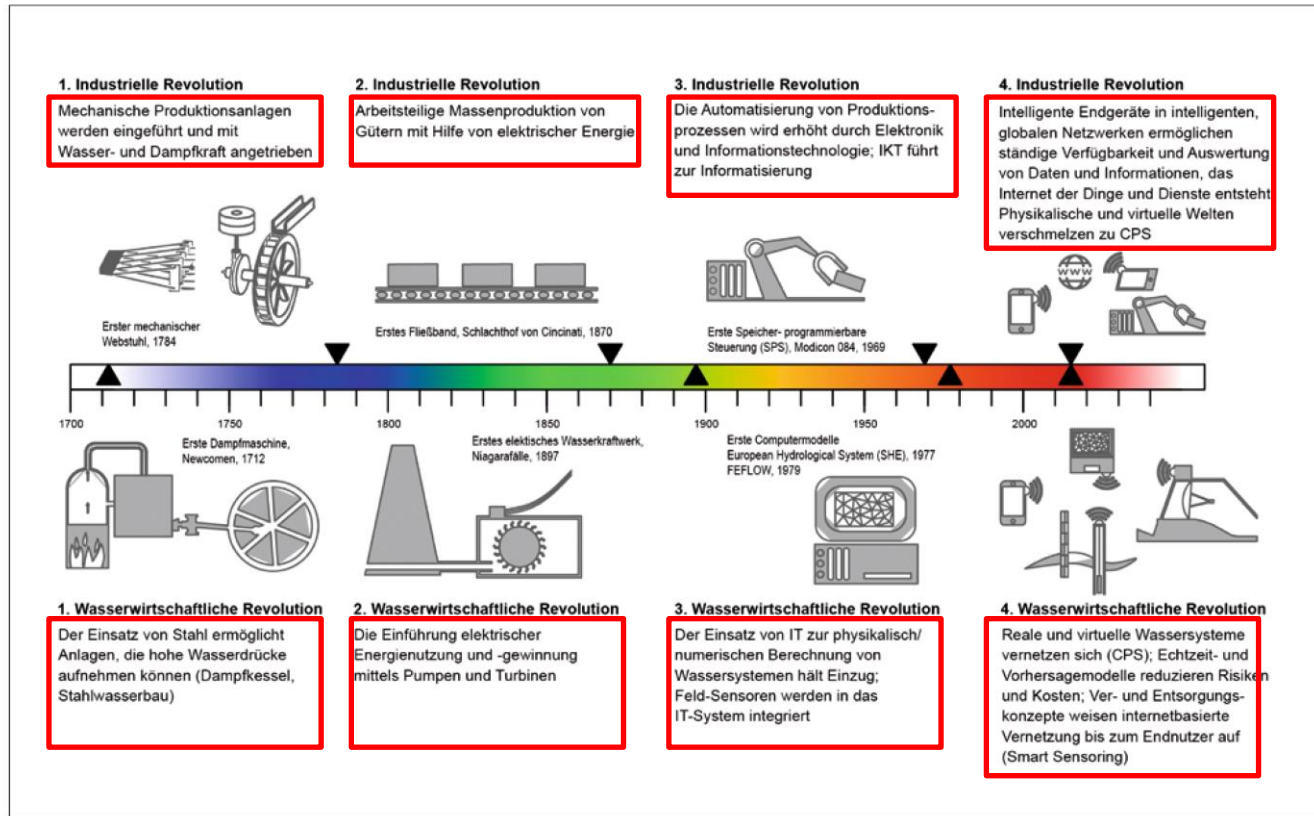 1. Industrielle Revolution
Mechanische Produktionsanlagen
werden eingeführt und mit
Wasser- und Dampfkraft angetrieben
2. Industrielle Revolution
Arbeitsteilige Massenproduktion von
Gütern mit Hilfe von elektrischer Energie
3. Industrielle Revolution
Die Automatisierung von Produktions-
prozessen wird erhöht durch Elektronik
und Informationstechnologie; IKT führt
zur Informatisierung
4. Industrielle Revolution
Intelligente Endgeräte in intelligenten,
globalen Netzwerken ermöglichen
ständige Verfügbarkeit und Auswertung
von Daten und Informationen, das
Internet der Dinge und Dienste entsteht
Physikalische und virtuelle Welten
verschmelzen zu CPS
WWW
Erster mechanischer
Webstuhl, 1784
Erstes Fließband, Schlachthof von Cincinati, 1870
Erste Speicher- programmierbare
Steuerung (SPS), Modicon 084, 1969
1700
1750
1800
1850
1900
1950
2000
Erste Dampfmaschine,
Newcomen, 1712
Erstes elektisches Wasserkraftwerk,
Niagarafälle, 1897
Erste Computermodelle
European Hydrological System (SHE), 1977
FEFLOW, 1979
1. Wasserwirtschaftliche Revolution
Der Einsatz von Stahl ermöglicht
Anlagen, die hohe Wasserdrücke
aufnehmen können (Dampfkessel,
Stahlwasserbau)
2. Wasserwirtschaftliche Revolution
Die Einführung elektrischer
Energienutzung und -gewinnung
mittels Pumpen und Turbinen
3. Wasserwirtschaftliche Revolution
Der Einsatz von IT zur physikalisch/
numerischen Berechnung von
Wassersystemen hält Einzug;
Feld-Sensoren werden in das
IT-System integriert
4. Wasserwirtschaftliche Revolution
Reale und virtuelle Wassersysteme
vernetzen sich (CPS); Echtzeit- und
Vorhersagemodelle reduzieren Risiken
und Kosten; Ver- und Entsorgungs-
konzepte weisen internetbasierte
Vernetzung bis zum Endnutzer auf
(Smart Sensoring)